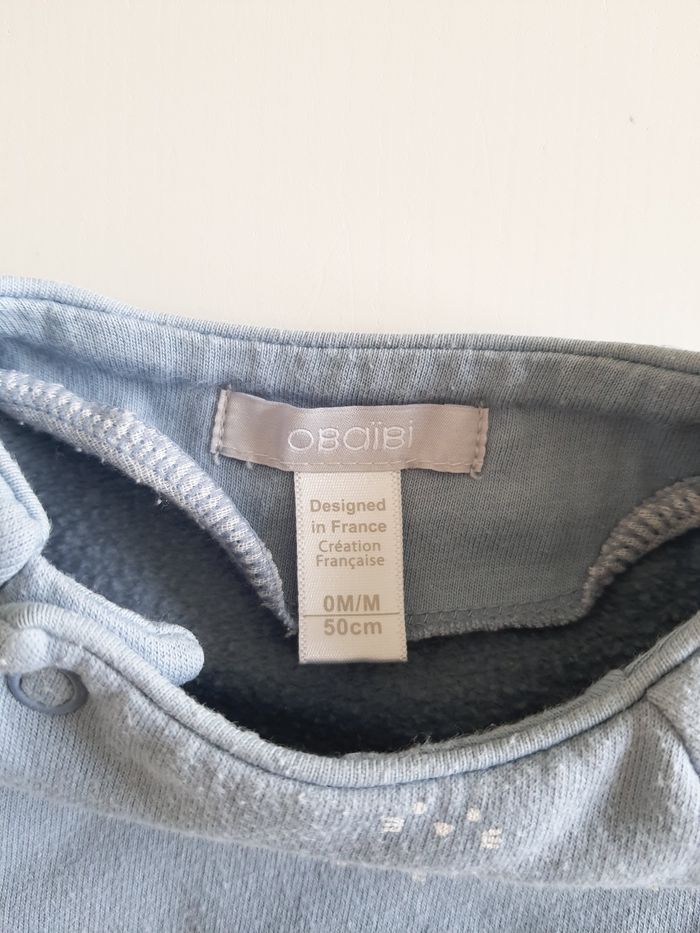 OBaïBi
Designed
in France
Création
Française
0M/M
50cm